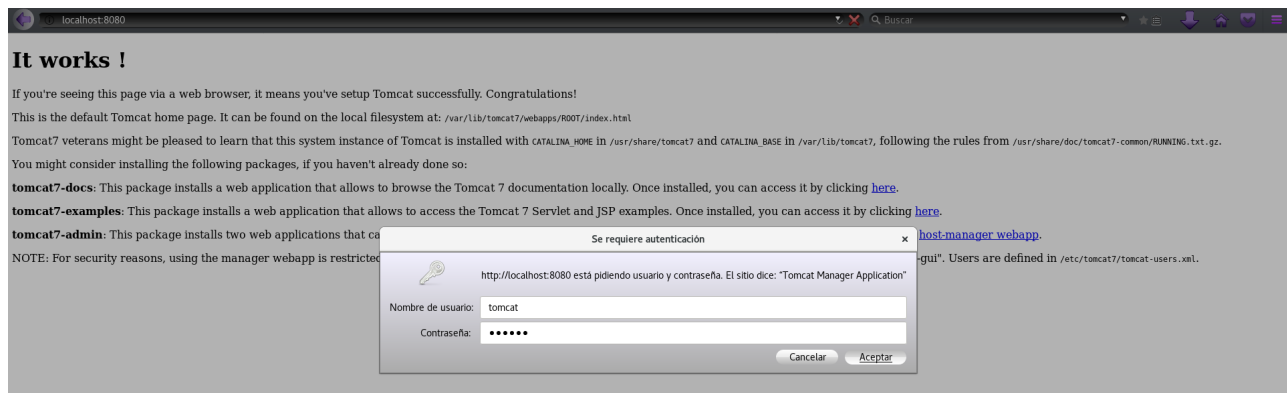 localhost:8080
Buscar
It works !
If you're seeing this page via a web browser, it means you've setup Tomcat successfully. Congratulations!
This is the default Tomcat home page. It can be found on the local filesystem at: /var/lib/tomcat7/webapps/ROOT/index.html
Tomcat7 veterans might be pleased to learn that this system instance of Tomcat is installed with CATALINA_HOME in /usr/share/tomcat7 and CATALINA_BASE in /var/lib/tomcat7, following the rules from /usr/share/doc/tomcat7-common/RUNNING.txt.gz.
You might consider installing the following packages, if you haven't already done so:
tomcat7-docs: This package installs a web application that allows to browse the Tomcat 7 documentation locally. Once installed, you can access it by clicking here.
tomcat7-examples: This package installs a web application that allows to access the Tomcat 7 Servlet and JSP examples. Once installed, you can access it by clicking here.
tomcat7-admin: This package installs two web applications that ca host-manager webapp.
NOTE: For security reasons, using the manager webapp is restricted -gui". Users are defined in /etc/tomcat7/tomcat-users.xml.
Se requiere autenticación
http://localhost:8080 está pidiendo usuario y contraseña. El sitio dice: “Tomcat Manager Application”
Nombre de usuario: tomcat
Contraseña: ●●●●●●
Cancelar Aceptar